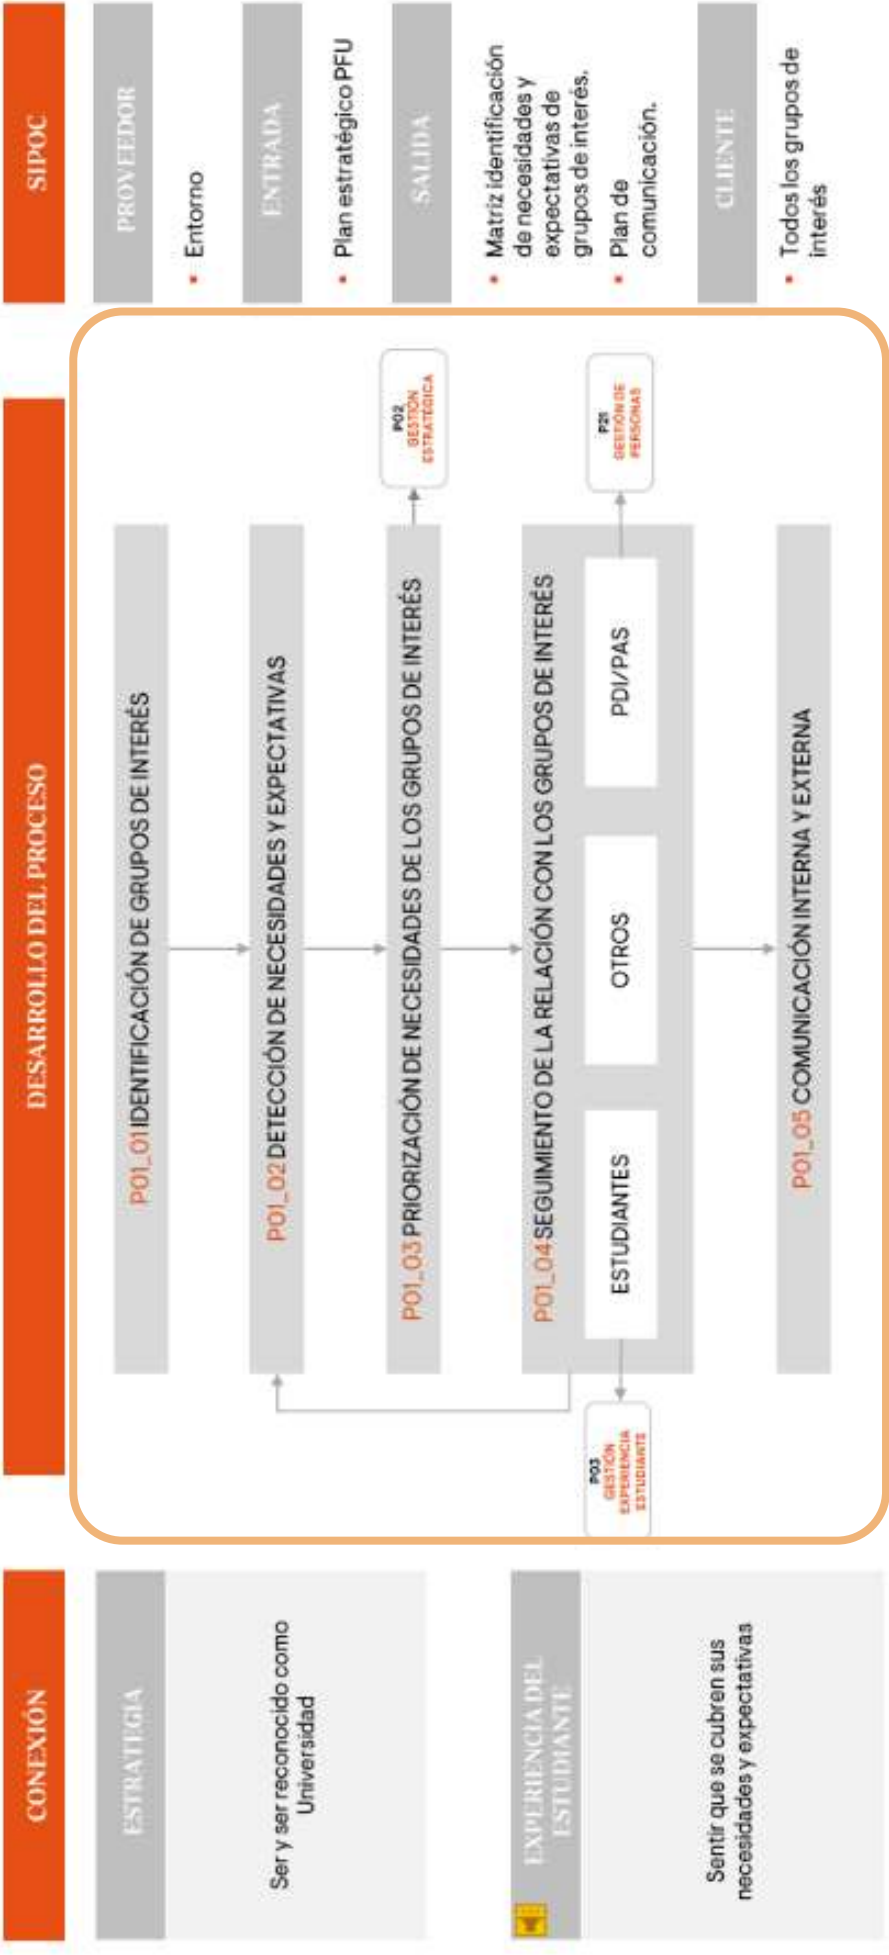 CONEXIÓN
ESTRATEGIA
Ser y ser reconocido como
Universidad
EXPERIENCIA DEL
ESTUDIANTE
Sentir que se cubren sus
necesidades y expectativas
DESARROLLO DEL PROCESO
P01_01 IDENTIFICACIÓN DE GRUPOS DE INTERÉS
P01_02 DETECCIÓN DE NECESIDADES Y EXPECTATIVAS
P01_03 PRIORIZACIÓN DE NECESIDADES DE LOS GRUPOS DE INTERÉS
P02
GESTIÓN
ESTRATÉGICA
P01_04 SEGUIMIENTO DE LA RELACIÓN CON LOS GRUPOS DE INTERÉS
P03
GESTIÓN
EXPERIENCIA
ESTUDIANTE
ESTUDIANTES
OTROS
PDI/PAS
P21
GESTIÓN DE
PERSONAS
P01_05 COMUNICACIÓN INTERNA Y EXTERNA
SIPOC
PROVEEDOR
• Entorno
ENTRADA
• Plan estratégico PFU
SALIDA
• Matriz identificación
de necesidades y
expectativas de
grupos de interés.
• Plan de
comunicación.
CLIENTE
• Todos los grupos de
interés